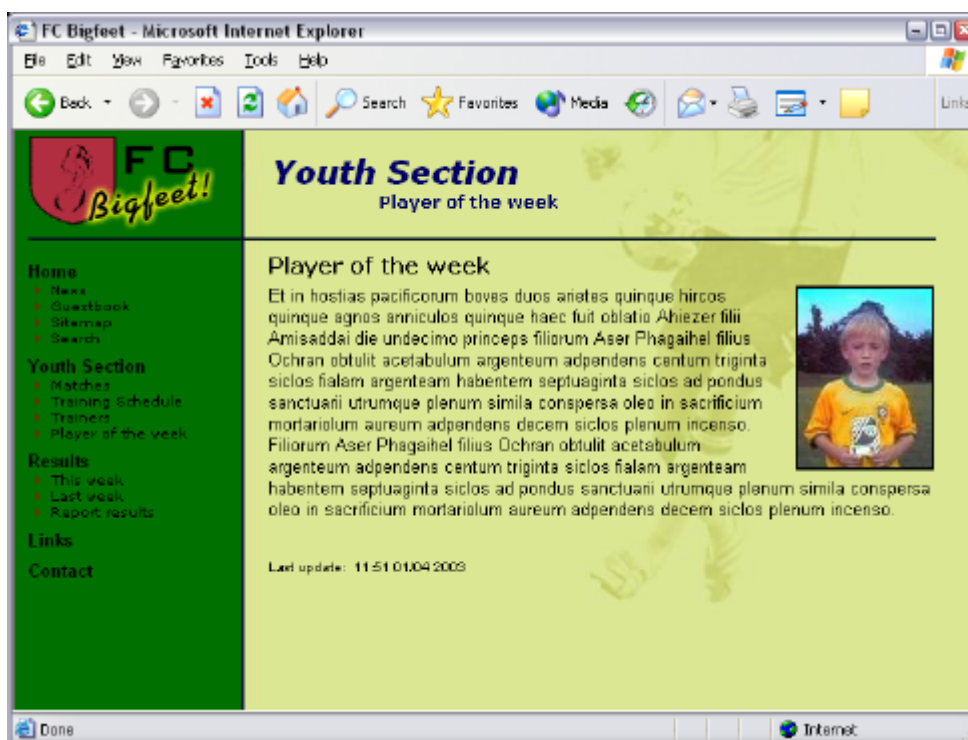 FC Bigfeet - Microsoft Internet Explorer
File Edit View Favorites Tools Help
Back Search Favorites Media Links
FC
Bigfeet!
Youth Section
Player of the week
Home
News
Guestbook
Sitemap
Search
Youth Section
Matches
Training Schedule
Trainers
Player of the week
Results
This week
Last week
Report results
Links
Contact
Player of the week
Et in hostias pacificorum boves duos arietes quinque hircos
quinque agnos anniculos quinque haec fuit oblatio Ahiezer filii
Amisaddai die undecimo princeps filiorum Aser Phagaihel filius
Ochran obtulit acetabulum argenteum adpendens centum triginta
siclos fialam argenteam habentem septuaginta siclos ad pondus
sanctuarii utrumque plenum simila conspersa oleo in sacrificium
mortariolum aureum adpendens decem siclos plenum incenso.
Filiorum Aser Phagaihel filius Ochran obtulit acetabulum
argenteum adpendens centum triginta siclos fialam argenteam
habentem septuaginta siclos ad pondus sanctuarii utrumque plenum simila conspersa
oleo in sacrificium mortariolum aureum adpendens decem siclos plenum incenso.
Last update: 11:51 01/04 2003
Done
Internet